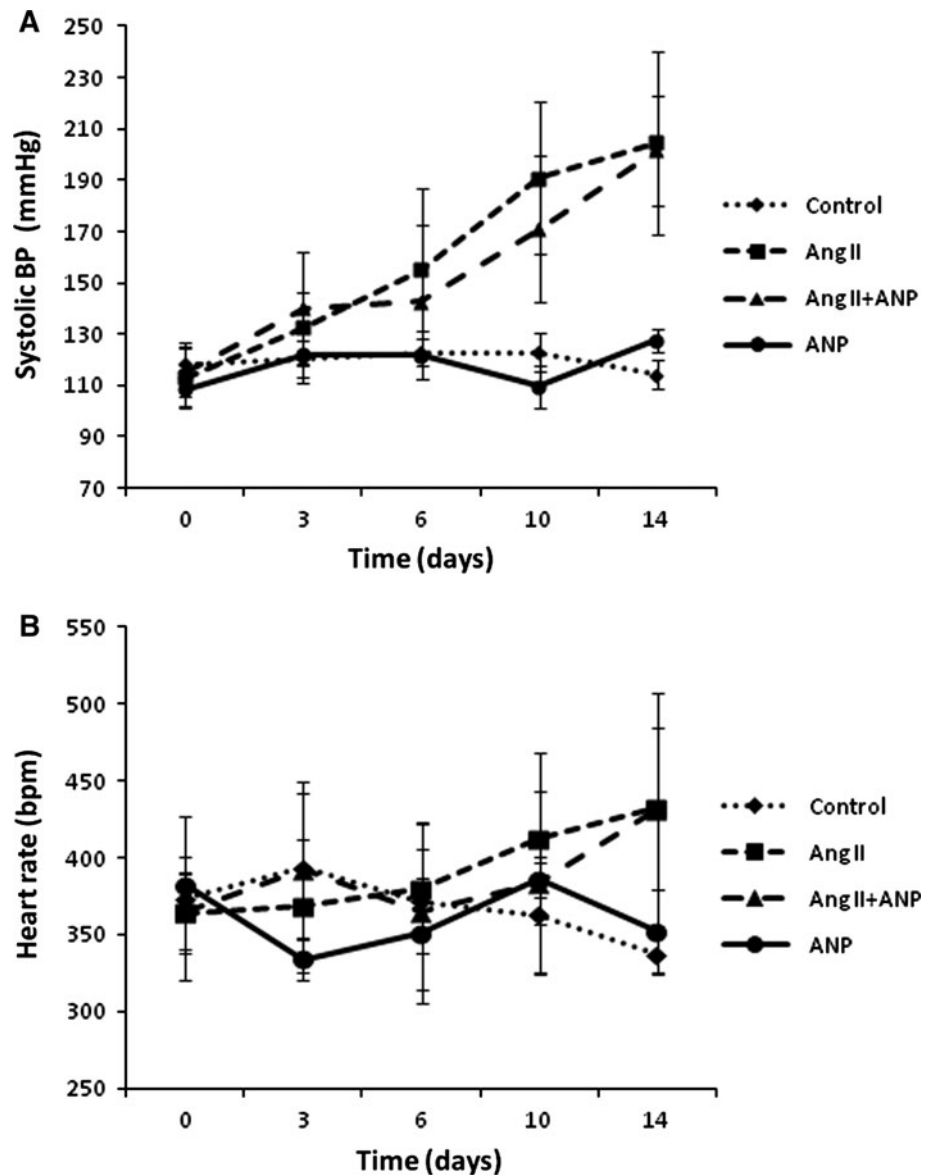 A
Systolic BP (mmHg)
250
230
210
190
170
150
130
110
90
70
0 3 6 10 14
Time (days)
Control
Ang II
Ang II+ANP
ANP
B
Heart rate (bpm)
550
500
450
400
350
300
250
0 3 6 10 14
Time (days)
Control
Ang II
Ang II+ANP
ANP